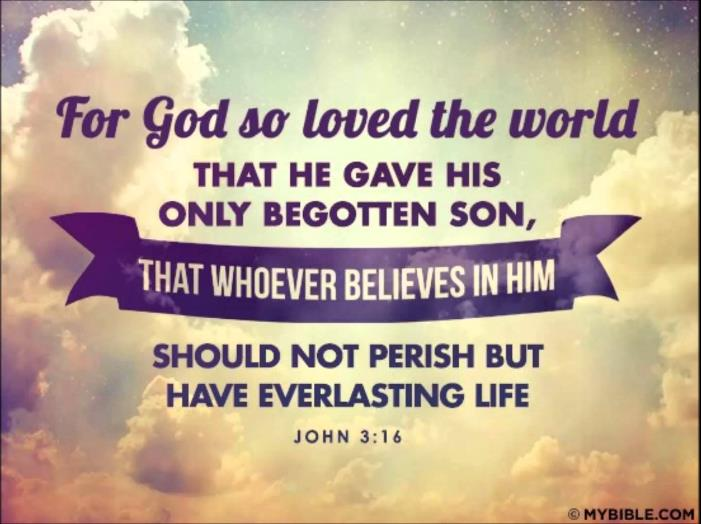 For God so loved the world
THAT HE GAVE HIS
ONLY BEGOTTEN SON,
THAT WHOEVER BELIEVES IN HIM
SHOULD NOT PERISH BUT
HAVE EVERLASTING LIFE
JOHN 3:16
© MYBIBLE.COM